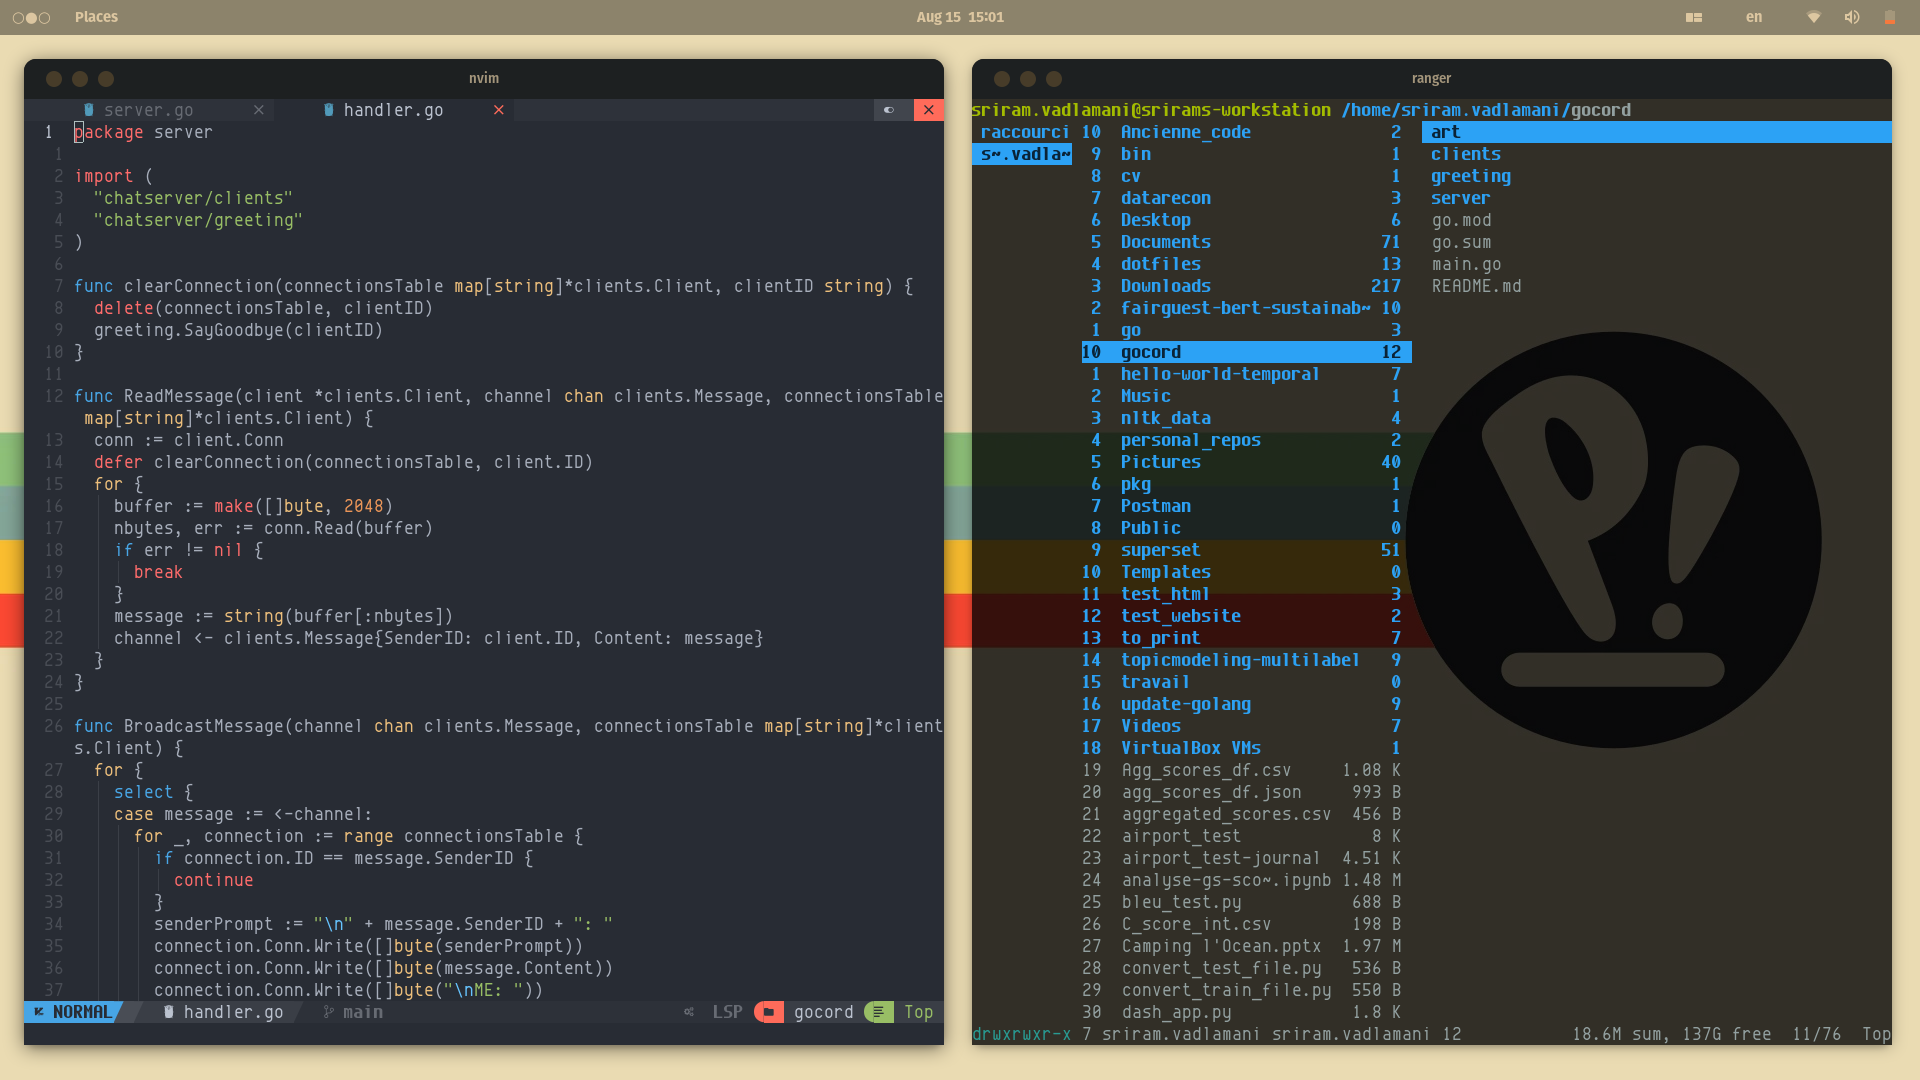 Places
Aug 15 15:01
en
nvim
server.go
handler.go
1 package server
1
2 import (
3 "chatserver/clients"
4 "chatserver/greeting"
5 )
6
7 func clearConnection(connectionsTable map[string]*clients.Client, clientID string) {
8 delete(connectionsTable, clientID)
9 greeting.SayGoodbye(clientID)
10 }
11
12 func ReadMessage(client *clients.Client, channel chan clients.Message, connectionsTable
map[string]*clients.Client) {
13 conn := client.Conn
14 defer clearConnection(connectionsTable, client.ID)
15 for {
16 buffer := make([]byte, 2048)
17 nbytes, err := conn.Read(buffer)
18 if err != nil {
19 break
20 }
21 message := string(buffer[:nbytes])
22 channel <- clients.Message{SenderID: client.ID, Content: message}
23 }
24 }
25
26 func BroadcastMessage(channel chan clients.Message, connectionsTable map[string]*client
s.Client) {
27 for {
28 select {
29 case message := <-channel:
30 for _, connection := range connectionsTable {
31 if connection.ID == message.SenderID {
32 continue
33 }
34 senderPrompt := "\n" + message.SenderID + ": "
35 connection.Conn.Write([]byte(senderPrompt))
36 connection.Conn.Write([]byte(message.Content))
37 connection.Conn.Write([]byte("\nME: "))
NORMAL handler.go main LSP gocord Top
ranger
sriram.vadlamani@srirams-workstation /home/sriram.vadlamani/gocord
raccourci
s~.vadla~
10 Ancienne_code 2
9 bin 1
8 cv 1
7 datarecon 3
6 Desktop 6
5 Documents 71
4 dotfiles 13
3 Downloads 217
2 fairguest-bert-sustainab~ 10
1 go 3
10 gocord 12
1 hello-world-temporal 7
2 Music 1
3 nltk_data 4
4 personal_repos 2
5 Pictures 40
6 pkg 1
7 Postman 1
8 Public 0
9 superset 51
10 Templates 0
11 test_html 3
12 test_website 2
13 to_print 7
14 topicmodeling-multilabel 9
15 travail 0
16 update-golang 9
17 Videos 7
18 VirtualBox VMs 1
19 Agg_scores_df.csv 1.08 K
20 agg_scores_df.json 993 B
21 aggregated_scores.csv 456 B
22 airport_test 8 K
23 airport_test-journal 4.51 K
24 analyse-gs-sco~.ipynb 1.48 M
25 bleu_test.py 688 B
26 C_score_int.csv 198 B
27 Camping l'Ocean.pptx 1.97 M
28 convert_test_file.py 536 B
29 convert_train_file.py 550 B
30 dash_app.py 1.8 K
art
clients
greeting
server
go.mod
go.sum
main.go
README.md
P!
drwxrwxr-x 7 sriram.vadlamani sriram.vadlamani 12 18.6M sum, 137G free 11/76 Top